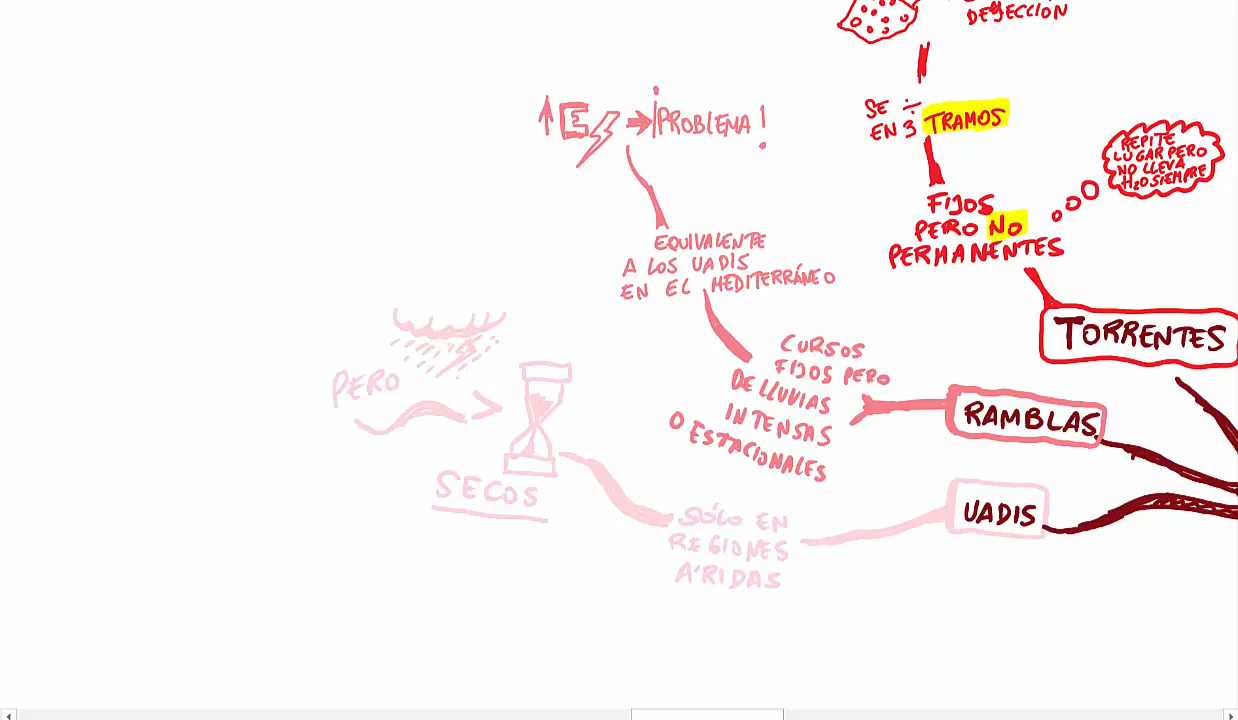 DEYECCIÓN
SE ÷
EN 3 TRAMOS
↑ E → ¡PROBLEMA!
REPITE
LUGAR PERO
NO LLEVA
H2O SIEMPRE
FIJOS
PERO NO
PERMANENTES
EQUIVALENTE
A LOS UADIS
EN EL MEDITERRÁNEO
TORRENTES
CURSOS
FIJOS PERO
DE LLUVIAS
INTENSAS
O ESTACIONALES
RAMBLAS
PERO
SECOS
UADIS
SÓLO EN
REGIONES
ÁRIDAS